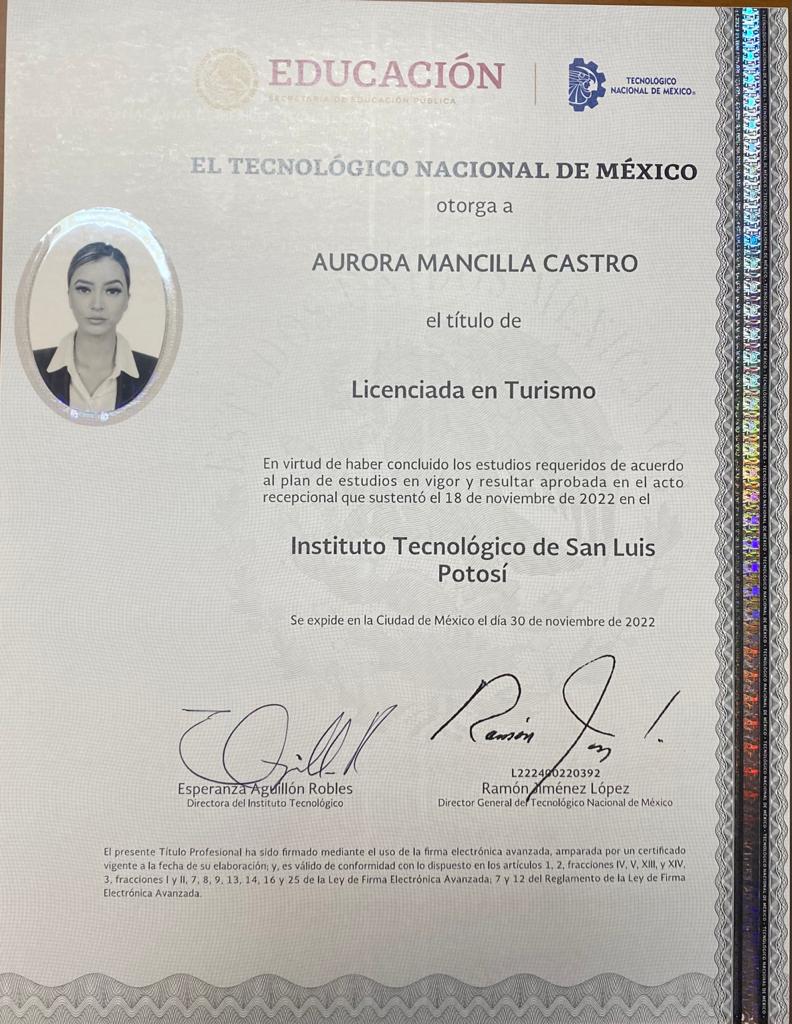 EDUCACIÓN
SECRETARÍA DE EDUCACIÓN PÚBLICA
TECNOLÓGICO
NACIONAL DE MÉXICO®
EL TECNOLÓGICO NACIONAL DE MÉXICO
otorga a
AURORA MANCILLA CASTRO
el título de
Licenciada en Turismo
En virtud de haber concluido los estudios requeridos de acuerdo
al plan de estudios en vigor y resultar aprobada en el acto
recepcional que sustentó el 18 de noviembre de 2022 en el
Instituto Tecnológico de San Luis
Potosí
Se expide en la Ciudad de México el día 30 de noviembre de 2022
Ramón
L222400220392
Esperanza Aguillón Robles
Directora del Instituto Tecnológico
Ramón Jiménez López
Director General del Tecnológico Nacional de México
El presente Título Profesional ha sido firmado mediante el uso de la firma electrónica avanzada, amparada por un certificado
vigente a la fecha de su elaboración; y, es válido de conformidad con lo dispuesto en los artículos 1, 2, fracciones IV, V, XIII, y XIV,
3, fracciones I y II, 7, 8, 9, 13, 14, 16 y 25 de la Ley de Firma Electrónica Avanzada; 7 y 12 del Reglamento de la Ley de Firma
Electrónica Avanzada.
TECNOLÓGICO NACIONAL DE MÉXICO